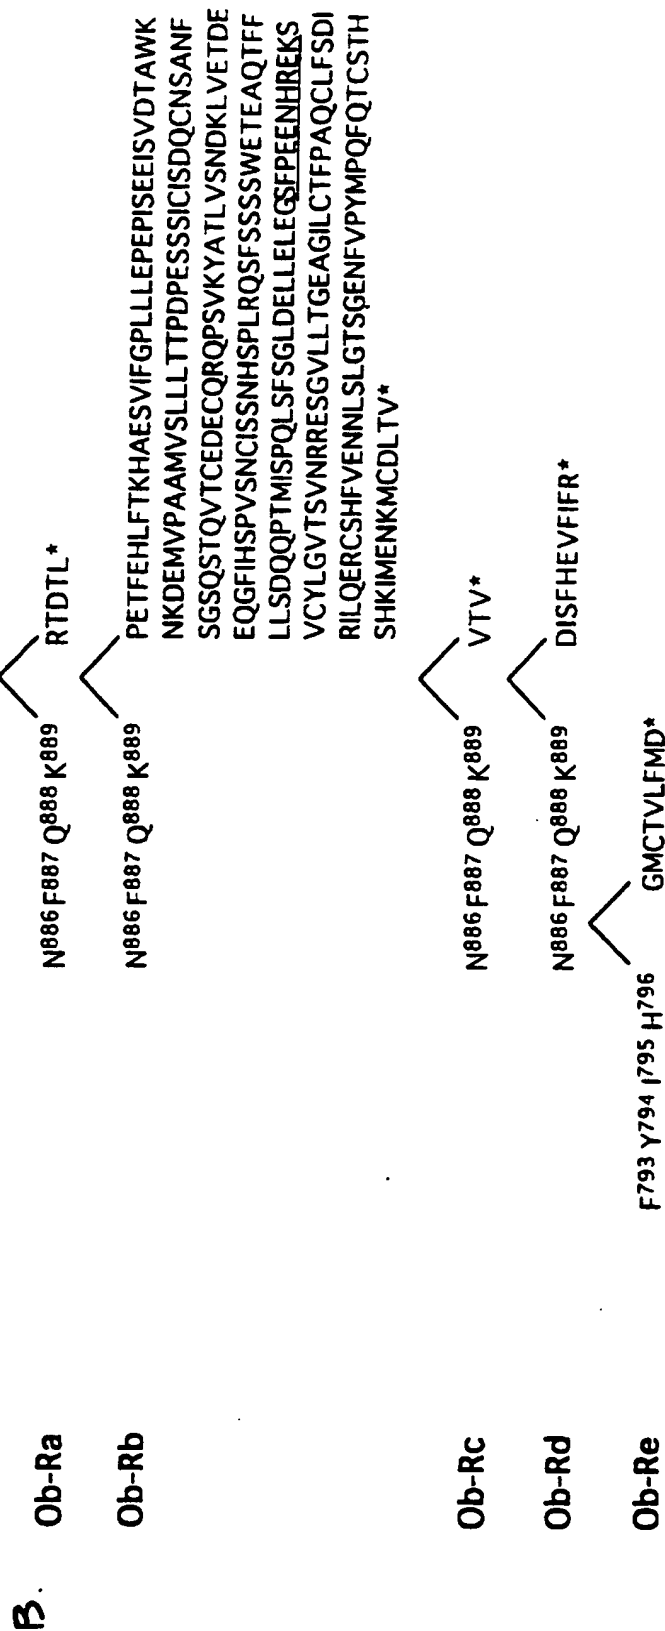 B.
Ob-Ra N886 F887 Q888 K889 RTDTL*
Ob-Rb N886 F887 Q888 K889 PETFEHLFTKHAESVIFGPLLLEPEPISEEISVDTAWK
NKDEMVPAAMVSLLLTTPDPESSSICISDQCNSANF
SGSQSTQVTCEDECQRQPSVKYATLVSNDKLVETDE
EQGFIHSPVSNCISSNHSPLRQSFSSSSWETEAQTFF
LLSDQQPTMISPQLSFSGLDELLELEGSFPEENHREKS
VCYLGVTSVNRRESGVLLTGEAGILCTFPAQCLFSDI
RILQERCSHFVENNLSLGTSGENFVPYMPQFQTCSTH
SHKIMENKMCDLTV*
Ob-Rc N886 F887 Q888 K889 VTV*
Ob-Rd N886 F887 Q888 K889 DISFHEVFIFR*
Ob-Re F793 Y794 I795 H796 GMCTVLFMD*